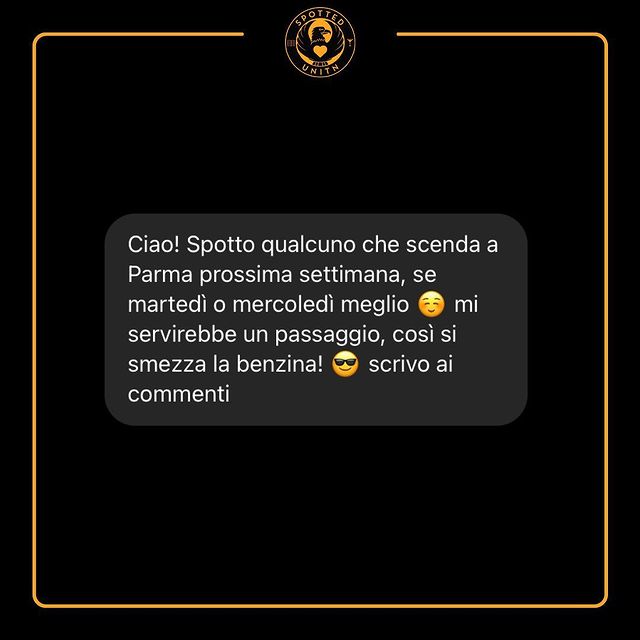 SPOTTED
UNITN
Ciao! Spotto qualcuno che scenda a
Parma prossima settimana, se
martedì o mercoledì meglio ☺️ mi
servirebbe un passaggio, così si
smezza la benzina! 😎 scrivo ai
commenti